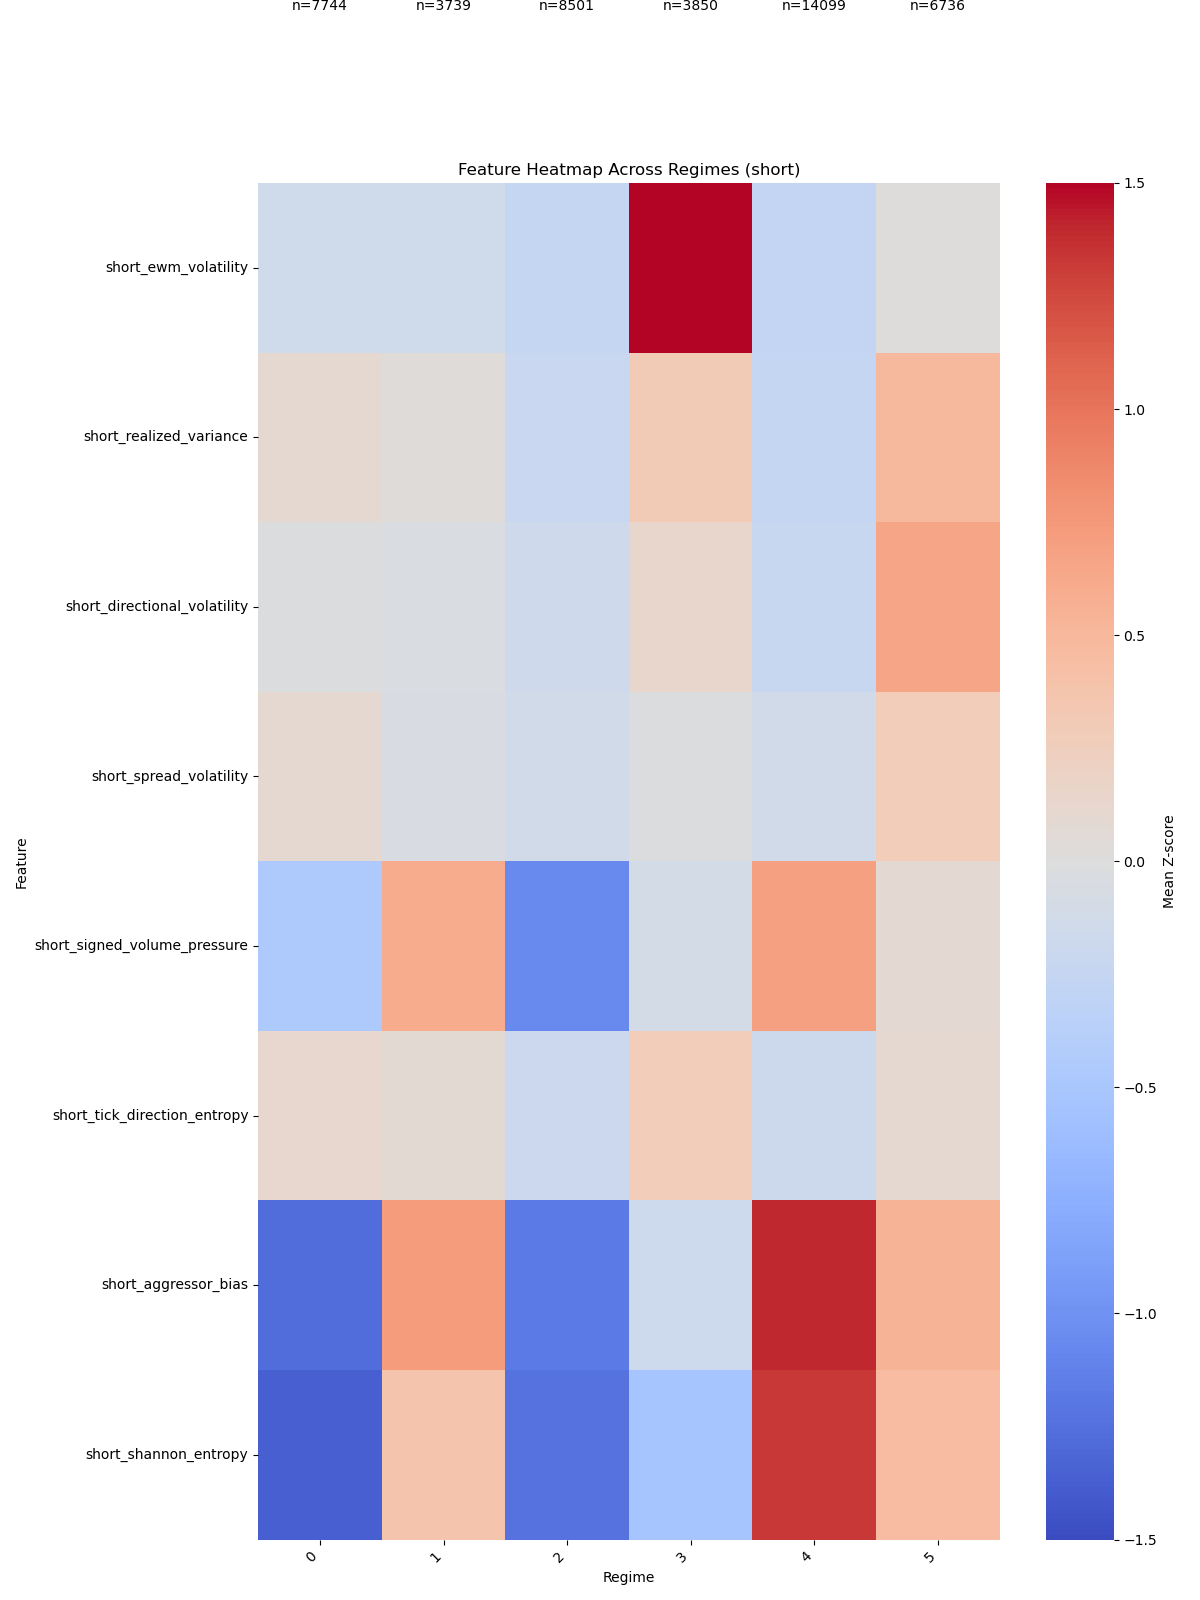 n=7744 n=3739 n=8501 n=3850 n=14099 n=6736
Feature Heatmap Across Regimes (short)
short_ewm_volatility
short_realized_variance
short_directional_volatility
short_spread_volatility
short_signed_volume_pressure
short_tick_direction_entropy
short_aggressor_bias
short_shannon_entropy
Feature
0 1 2 3 4 5
Regime
1.5
1.0
0.5
0.0
−0.5
−1.0
−1.5
Mean Z-score